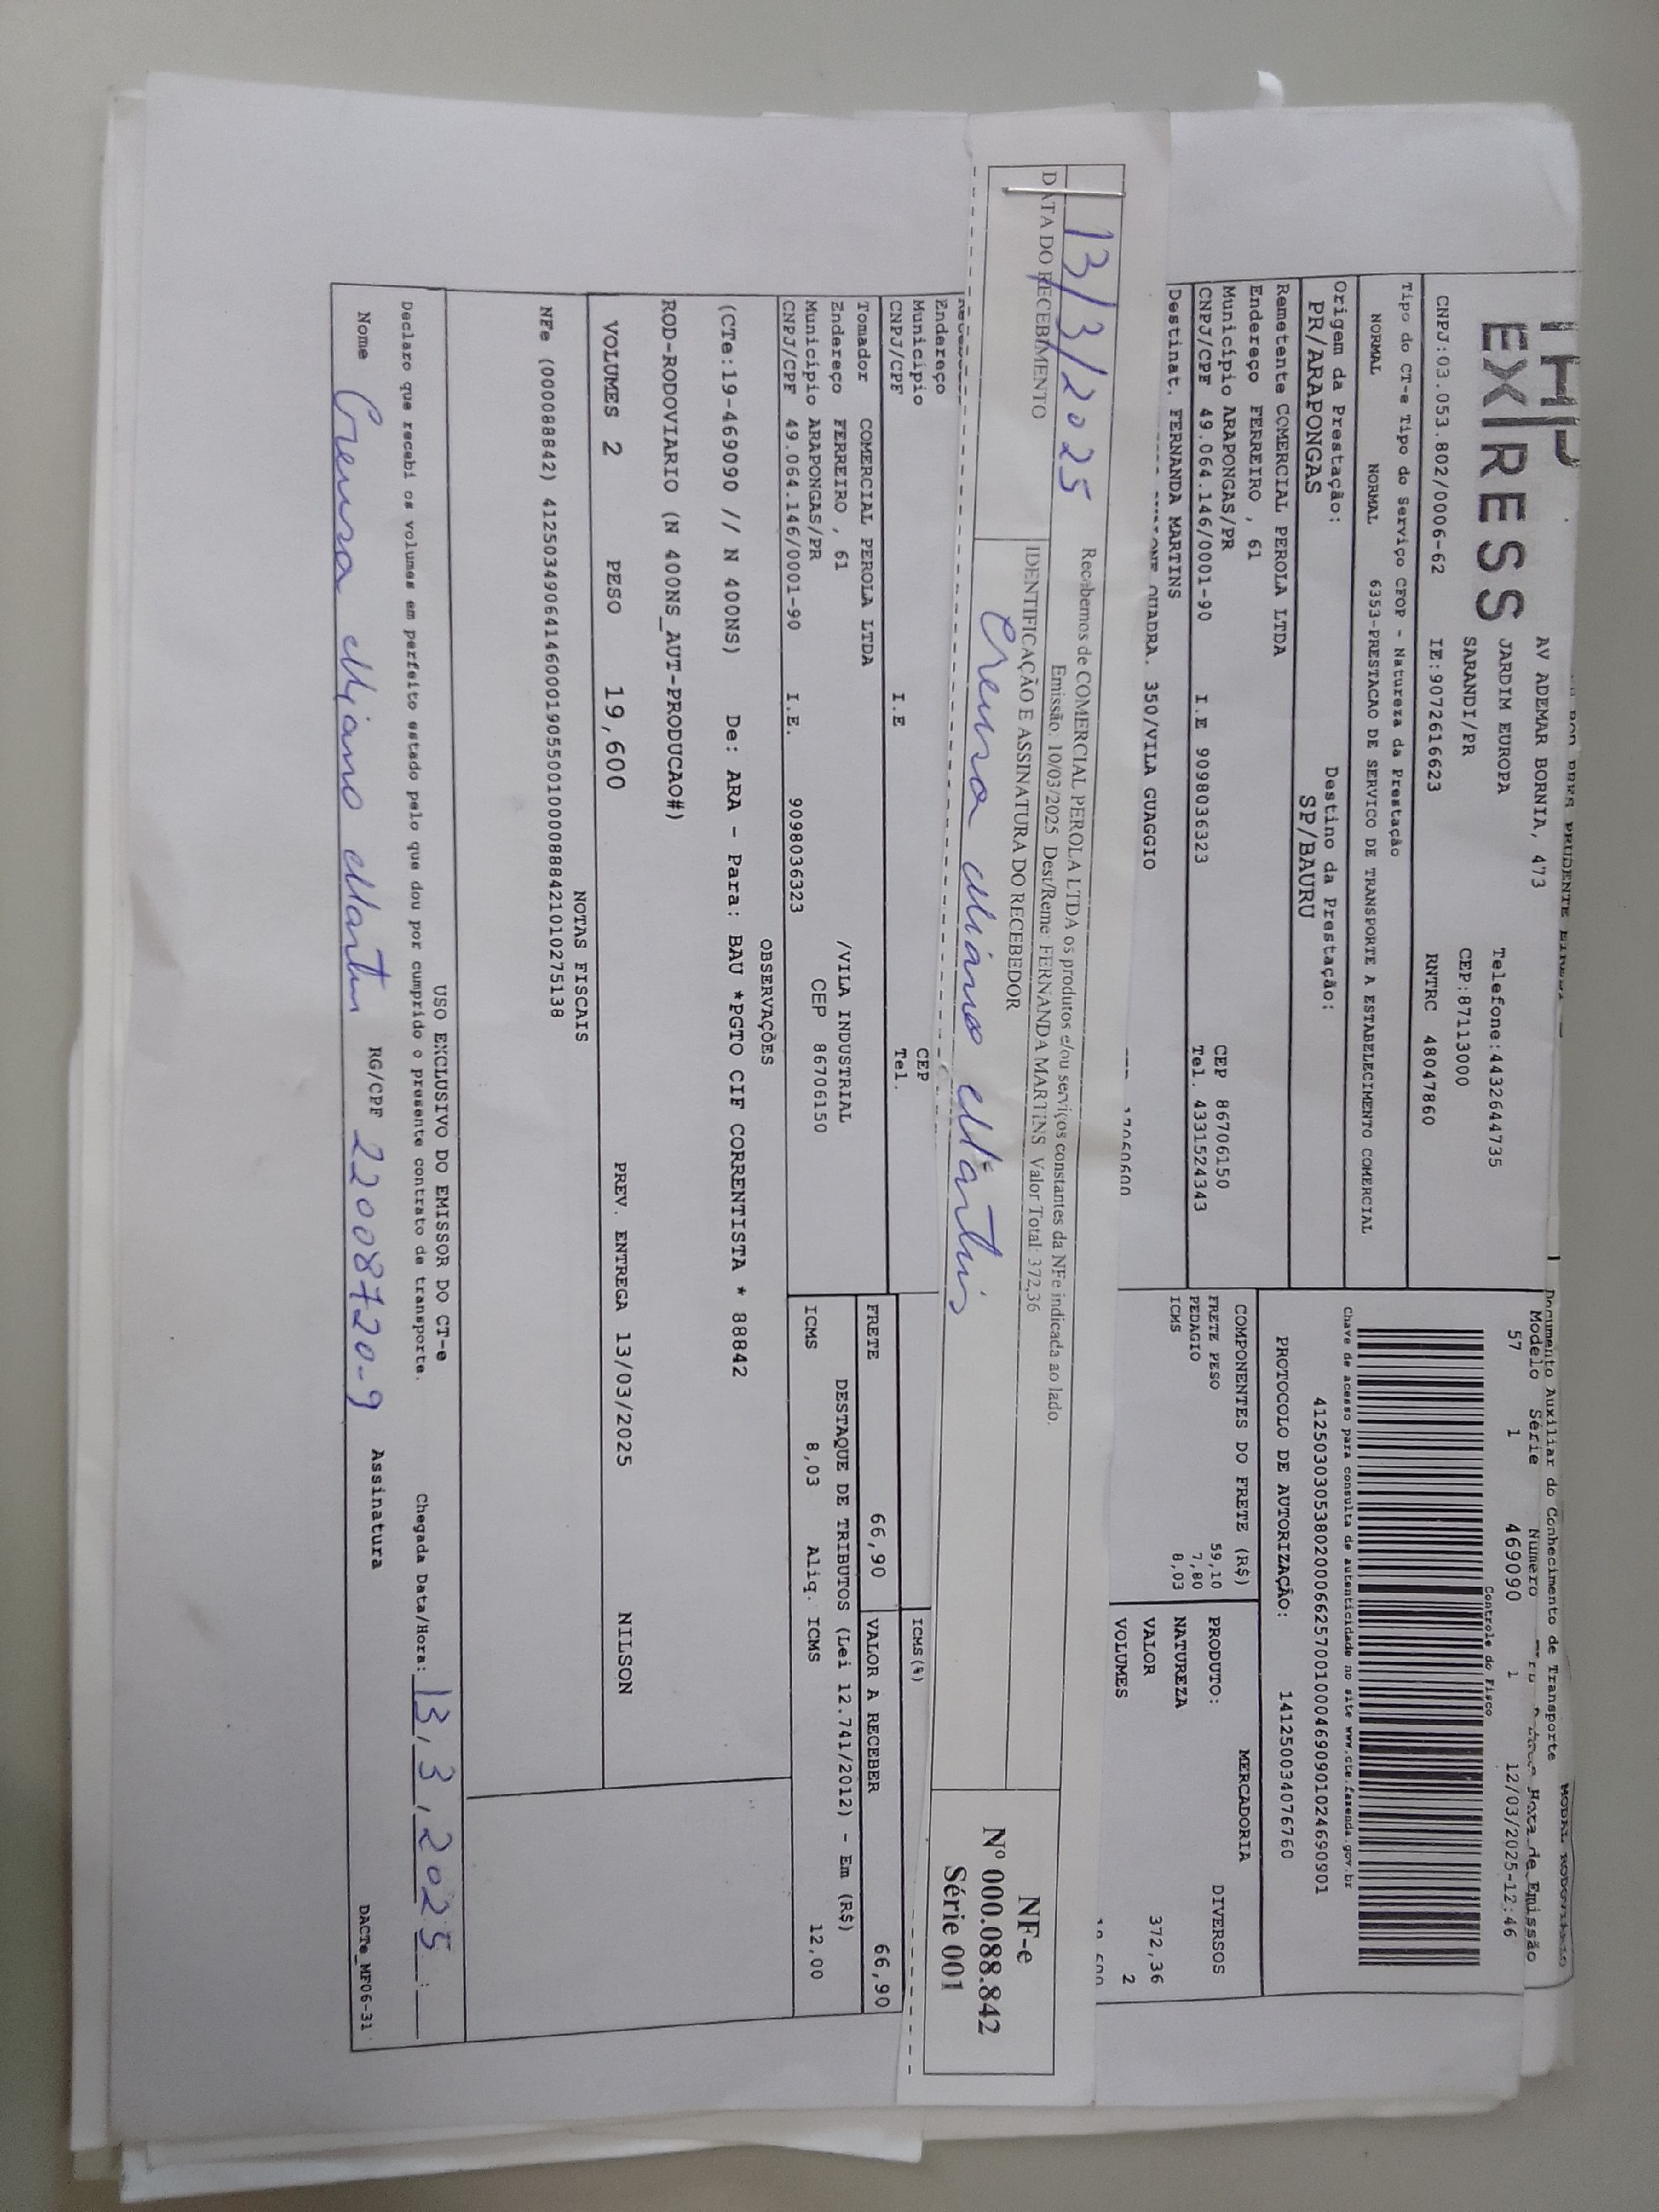 EXPRESS
AV ADEMAR BORNIA, 473
JARDIM EUROPA
Telefone:4432644735
SARANDI/PR
CEP:87113000
CNPJ:03.053.802/0006-62 IE:9072616623 RNTRC 48047860
Documento Auxiliar do Conhecimento de Transporte
Modelo Série Número Hora de Emissão
57 1 469090 1 12/03/2025-12:46
Controle do Fisco
Chave de acesso para consulta de autenticidade no site www.cte.fazenda.gov.br
41250303053802000662570010004690901024690901
PROTOCOLO DE AUTORIZAÇÃO: 141250034076760
Tipo do CT-e Tipo do Serviço CFOP - Natureza da Prestação
NORMAL NORMAL 6353-PRESTACAO DE SERVICO DE TRANSPORTE A ESTABELECIMENTO COMERCIAL
Origem da Prestação: Destino da Prestação:
PR/ARAPONGAS SP/BAURU
Remetente COMERCIAL PEROLA LTDA
Endereço FERREIRO , 61
Município ARAPONGAS/PR CEP 86706150
CNPJ/CPF 49.064.146/0001-90 I.E 9098036323 Tel. 4331524343
Destinat. FERNANDA MARTINS
QUADRA. 350/VILA GUAGGIO
COMPONENTES DO FRETE (R$)
FRETE PESO 59,10
PEDAGIO 7,80
ICMS 8,03
MERCADORIA
PRODUTO: DIVERSOS
NATUREZA
VALOR 372,36
VOLUMES 2
Recebemos de COMERCIAL PEROLA LTDA os produtos e/ou serviços constantes da NFe indicada ao lado.
Emissão: 10/03/2025 Dest/Reme: FERNANDA MARTINS Valor Total: 372,36
13/3/2025
DATA DO RECEBIMENTO
IDENTIFICAÇÃO E ASSINATURA DO RECEBEDOR
Creusa Miano Martins
NF-e
Nº 000.088.842
Série 001
Endereço
Município CEP
CNPJ/CPF I.E Tel.
ICMS(%)
Tomador COMERCIAL PEROLA LTDA
Endereço FERREIRO , 61 /VILA INDUSTRIAL
Município ARAPONGAS/PR CEP 86706150
CNPJ/CPF 49.064.146/0001-90 I.E. 9098036323
FRETE 66,90 VALOR A RECEBER 66,90
DESTAQUE DE TRIBUTOS (Lei 12.741/2012) - Em (R$)
ICMS 8,03 Aliq. ICMS 12,00
OBSERVAÇÕES
(CTe:19-469090 // N 400NS) De: ARA - Para: BAU *PGTO CIF CORRENTISTA * 88842
ROD-RODOVIARIO (N 400NS_AUT-PRODUCAO#)
VOLUMES 2 PESO 19,600 PREV. ENTREGA 13/03/2025 NILSON
NOTAS FISCAIS
NFe (000088842) 41250349064146000190550010000888421010275138
USO EXCLUSIVO DO EMISSOR DO CT-e
Declaro que recebi os volumes em perfeito estado pelo que dou por cumprido o presente contrato de transporte. Chegada Data/Hora: 13,3,2025 :
Nome Creusa Miano Martins RG/CPF 22008720-9 Assinatura
DACTe_MF06-31